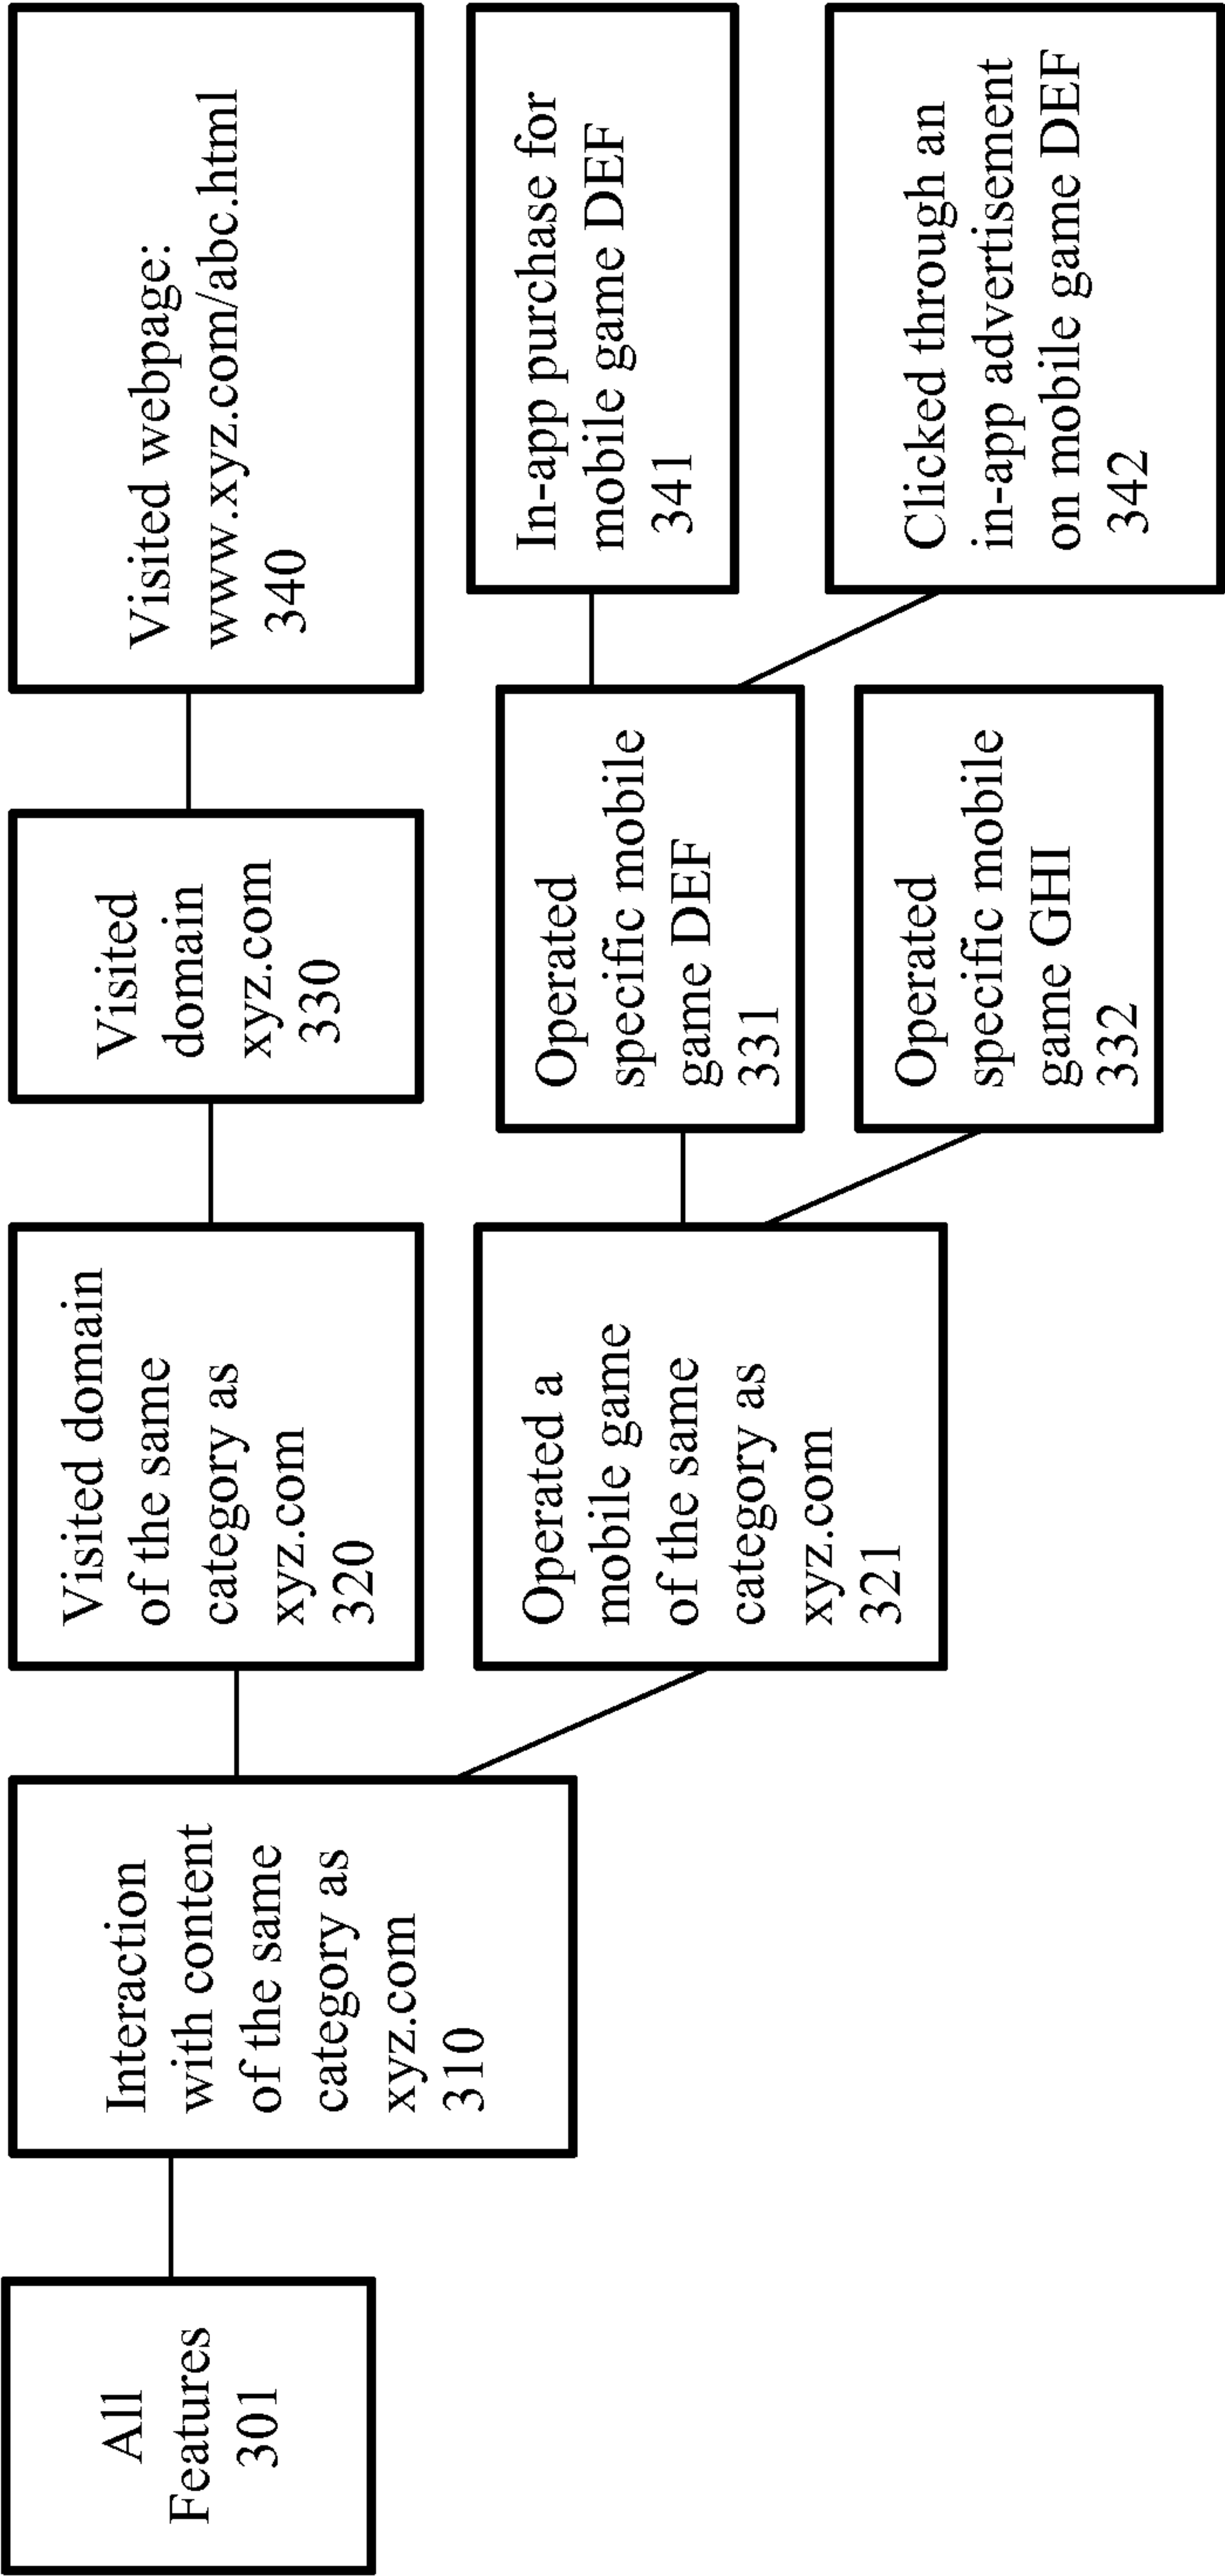 All
Features
301
Interaction
with content
of the same
category as
xyz.com
310
Visited domain
of the same
category as
xyz.com
320
Visited
domain
xyz.com
330
Visited webpage:
www.xyz.com/abc.html
340
Operated a
mobile game
of the same
category as
xyz.com
321
Operated
specific mobile
game DEF
331
In-app purchase for
mobile game DEF
341
Operated
specific mobile
game GHI
332
Clicked through an
in-app advertisement
on mobile game DEF
342